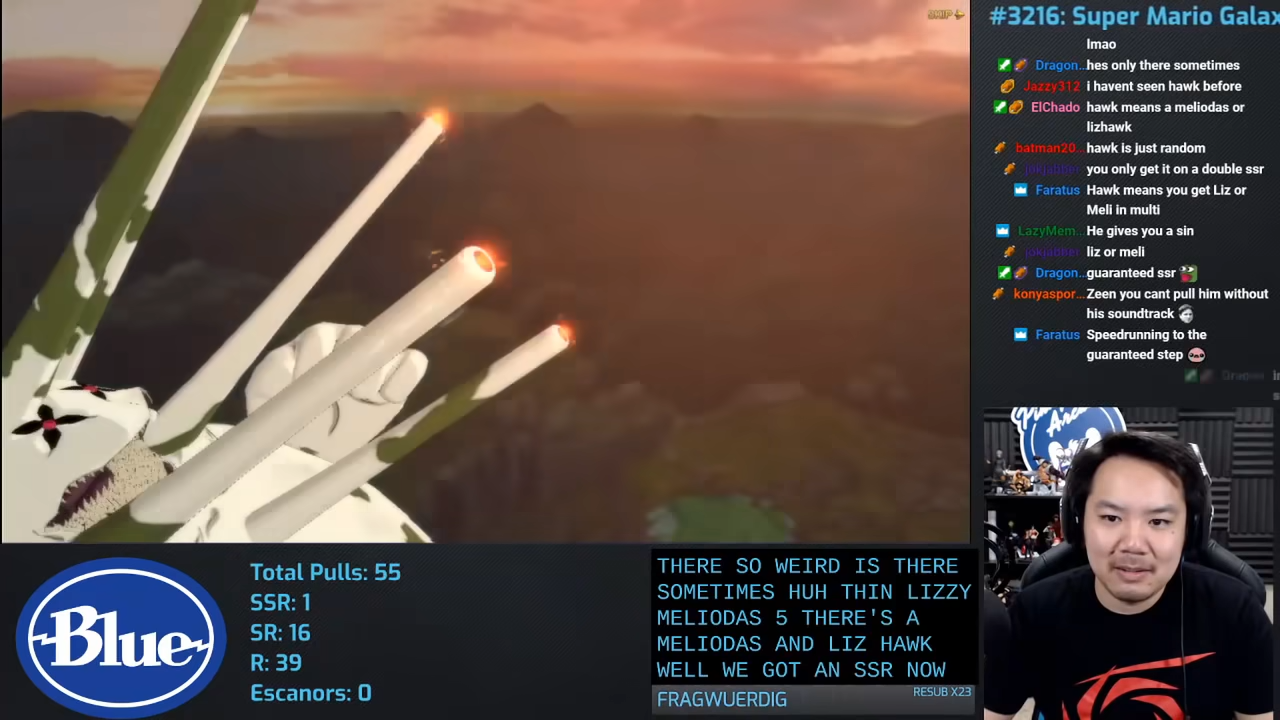 SKIP
#3216: Super Mario Galax
lmao
Dragon.. hes only there sometimes
Jazzy312 i havent seen hawk before
ElChado hawk means a meliodas or
lizhawk
batman20.. hawk is just random
jokjabber you only get it on a double ssr
Faratus Hawk means you get Liz or
Meli in multi
LazyMem.. He gives you a sin
jokjabber liz or meli
Dragon.. guaranteed ssr
konyaspor... Zeen you cant pull him without
his soundtrack
Faratus Speedrunning to the
guaranteed step
Dragon
Blue
Total Pulls: 55
SSR: 1
SR: 16
R: 39
Escanors: 0
THERE SO WEIRD IS THERE
SOMETIMES HUH THIN LIZZY
MELIODAS 5 THERE'S A
MELIODAS AND LIZ HAWK
WELL WE GOT AN SSR NOW
FRAGWUERDIG RESUB X23